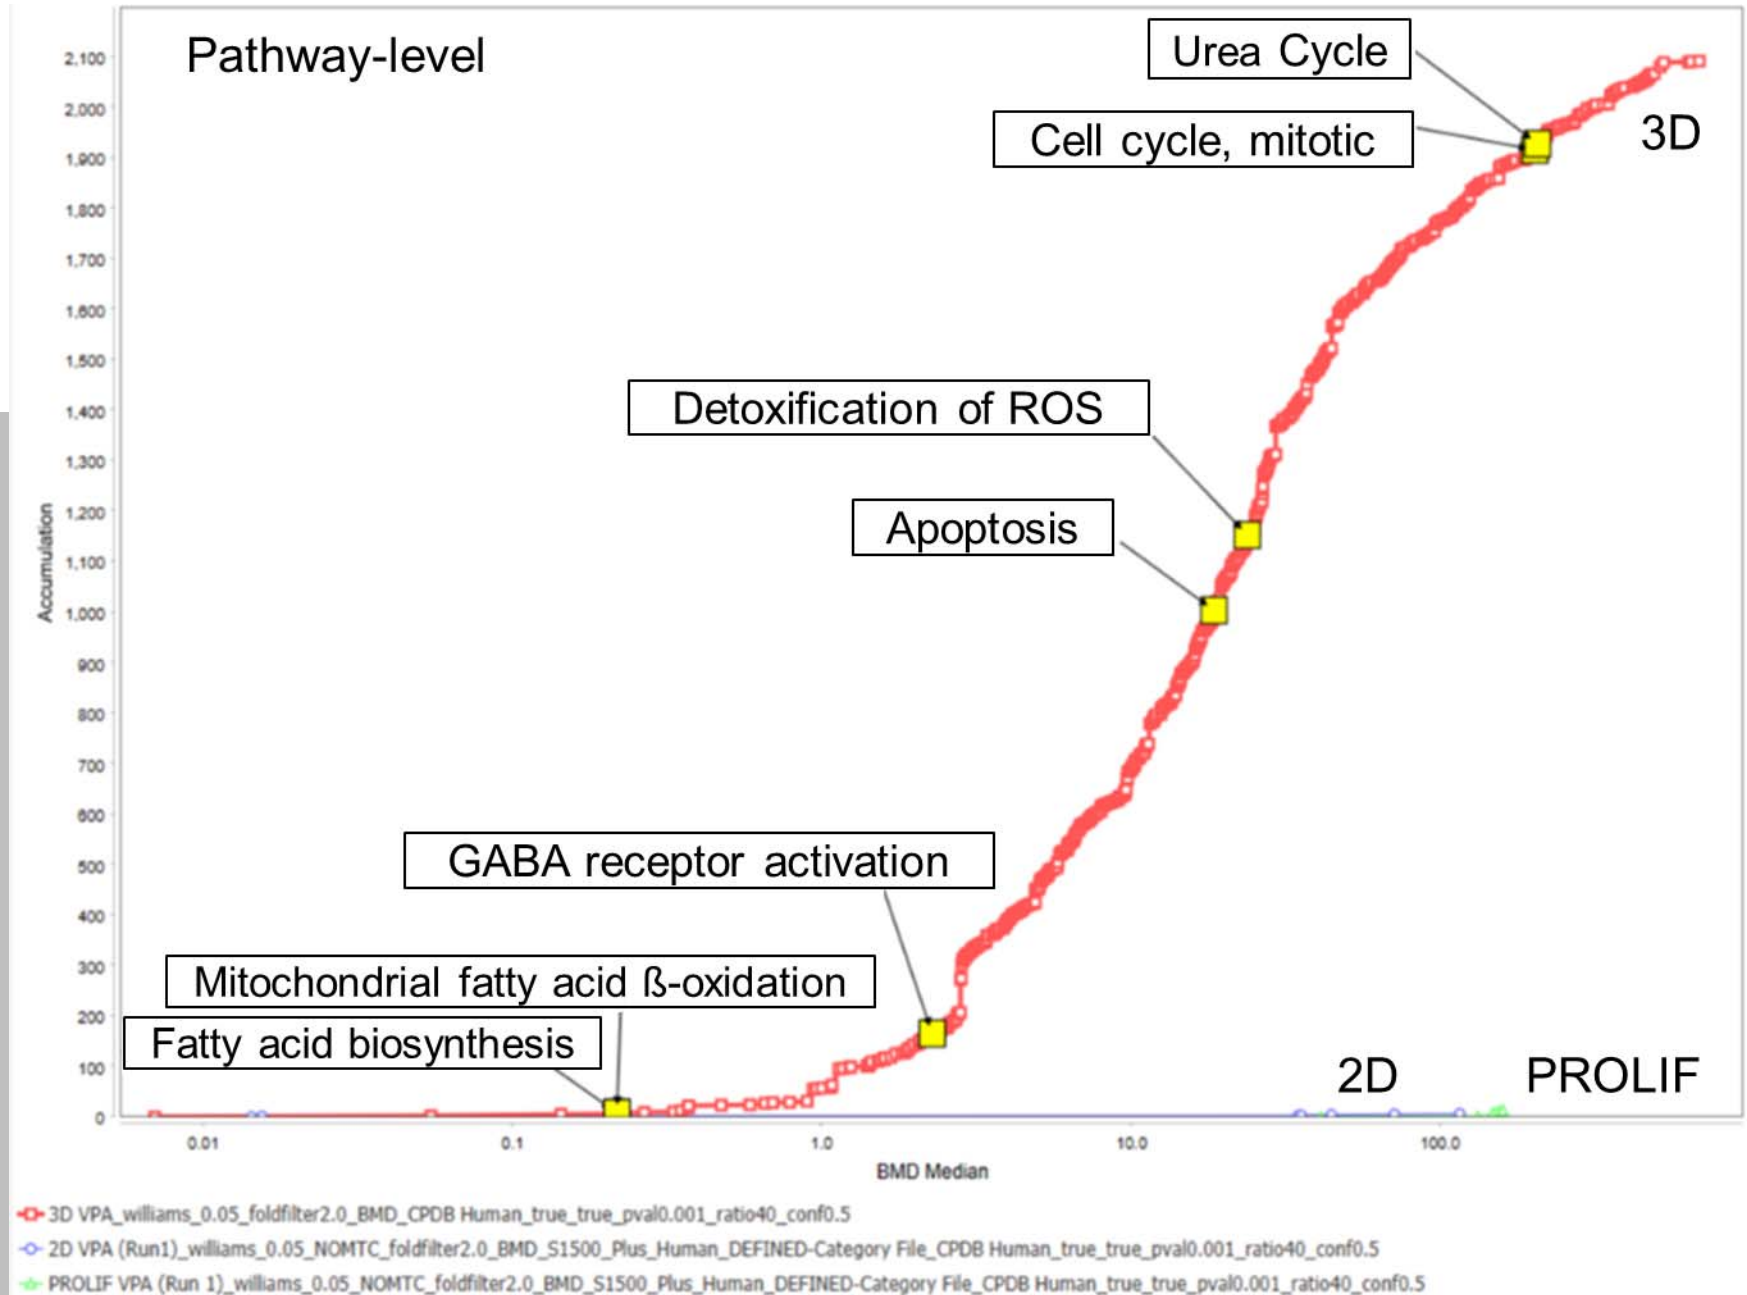 Pathway-level
Urea Cycle
Cell cycle, mitotic
3D
Detoxification of ROS
Apoptosis
GABA receptor activation
Mitochondrial fatty acid ß-oxidation
Fatty acid biosynthesis
2D
PROLIF
Accumulation
2,100
2,000
1,900
1,800
1,700
1,600
1,500
1,400
1,300
1,200
1,100
1,000
900
800
700
600
500
400
300
200
100
0
0.01 0.1 1.0 10.0 100.0
BMD Median
3D VPA_williams_0.05_foldfilter2.0_BMD_CPDB Human_true_true_pval0.001_ratio40_conf0.5
2D VPA (Run1)_williams_0.05_NOMTC_foldfilter2.0_BMD_S1500_Plus_Human_DEFINED-Category File_CPDB Human_true_true_pval0.001_ratio40_conf0.5
PROLIF VPA (Run 1)_williams_0.05_NOMTC_foldfilter2.0_BMD_S1500_Plus_Human_DEFINED-Category File_CPDB Human_true_true_pval0.001_ratio40_conf0.5